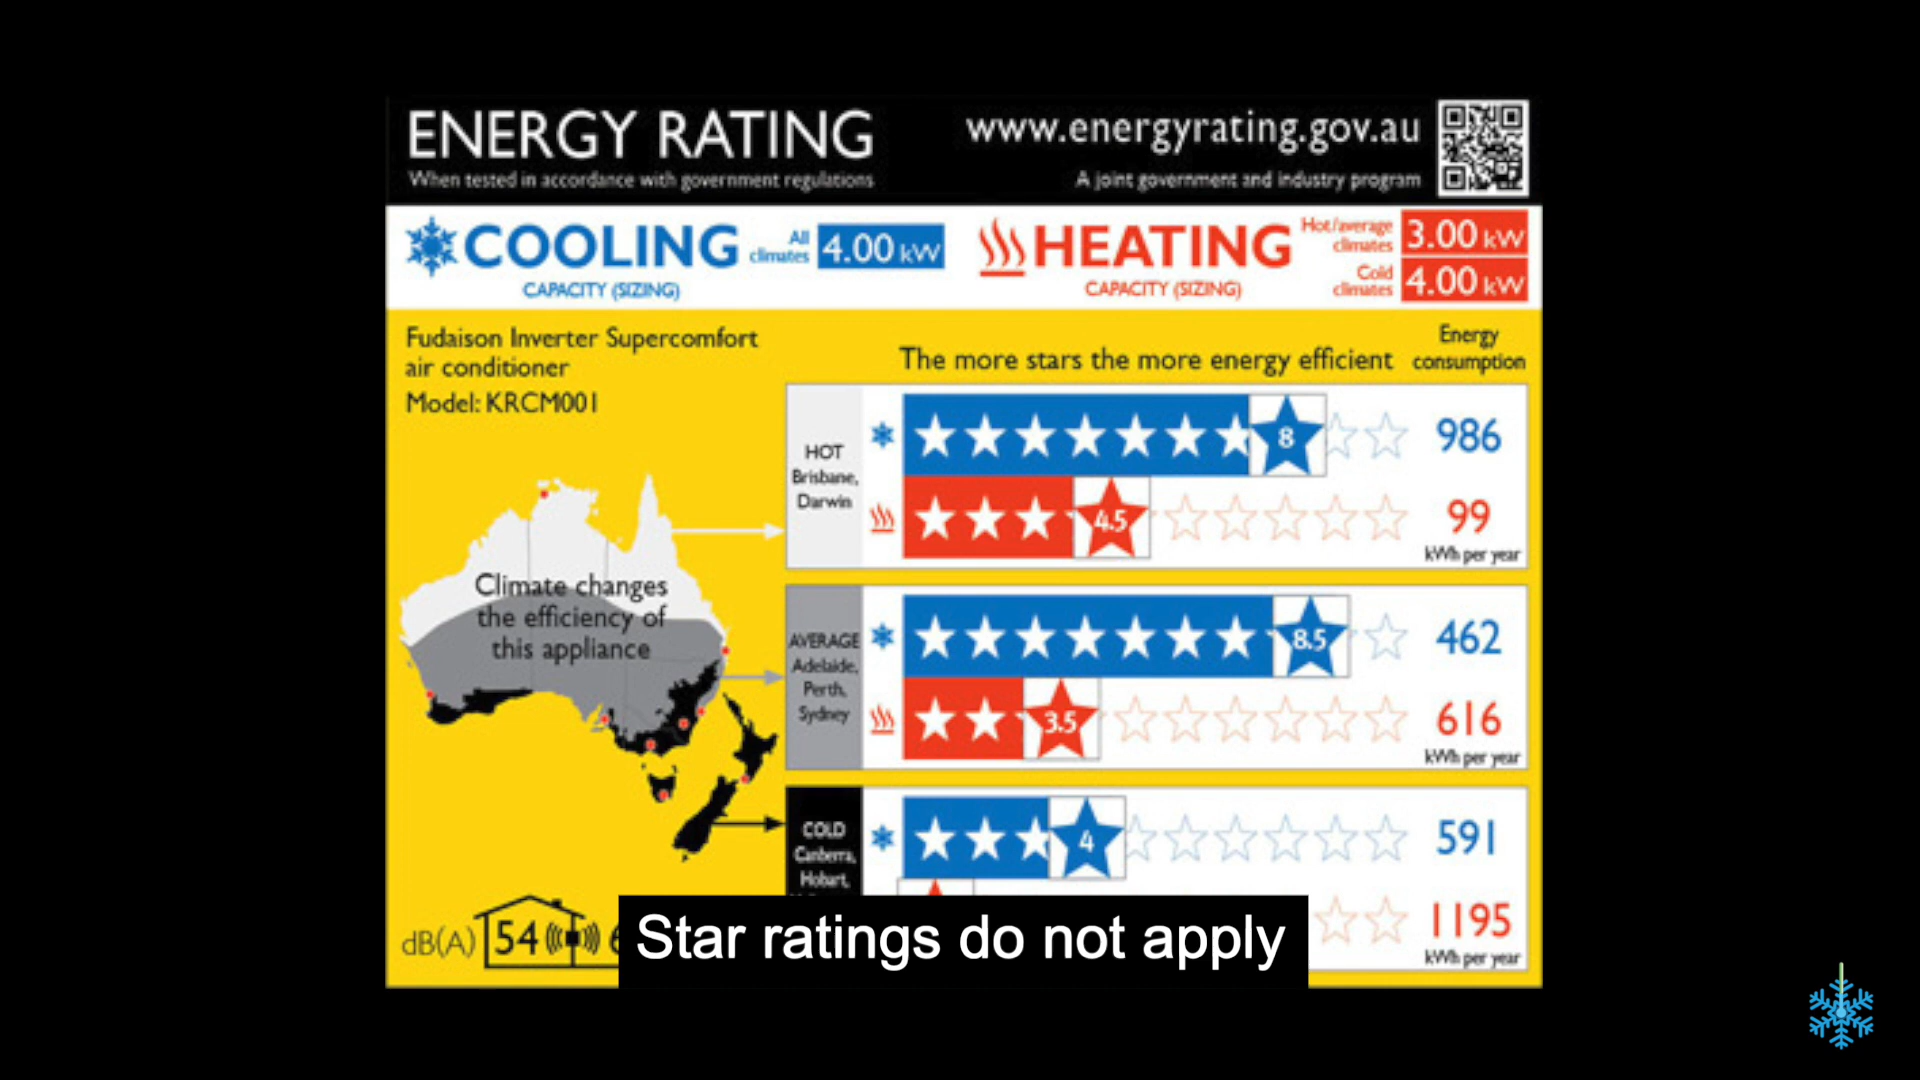 ENERGY RATING
When tested in accordance with government regulations
www.energyrating.gov.au
A joint government and industry program
COOLING
CAPACITY (SIZING)
All
climates
4.00 kW
HEATING
CAPACITY (SIZING)
Hot/average
climates
3.00 kW
Cold
climates
4.00 kW
Fudaison Inverter Supercomfort
air conditioner
Model: KRCM001
The more stars the more energy efficient
Energy
consumption
Climate changes
the efficiency of
this appliance
HOT
Brisbane,
Darwin
8
986
4.5
99
kWh per year
AVERAGE
Adelaide,
Perth,
Sydney
8.5
462
3.5
616
kWh per year
COLD
Canberra,
Hobart,
4
591
1195
kWh per year
dB(A) 54
Star ratings do not apply